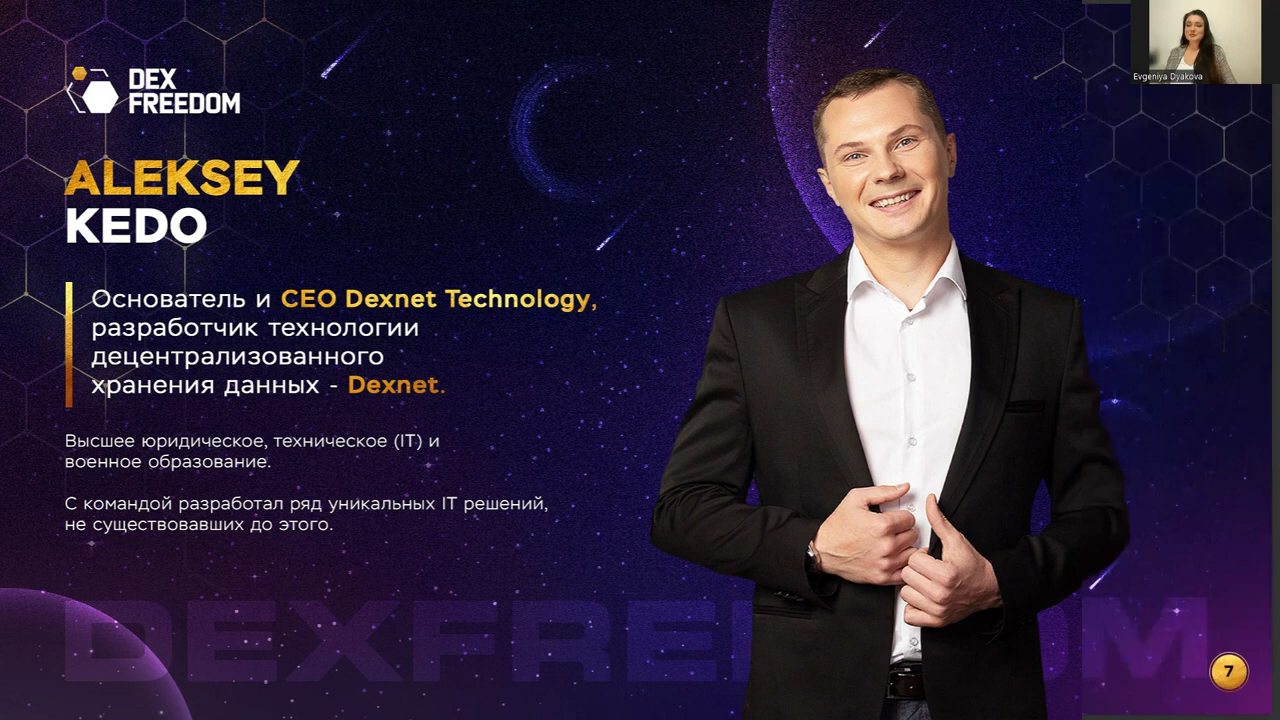 DEX
FREEDOM
Evgeniya Dyakova
ALEKSEY
KEDO
Основатель и CEO Dexnet Technology,
разработчик технологии
децентрализованного
хранения данных - Dexnet.
Высшее юридическое, техническое (IT) и
военное образование.
С командой разработал ряд уникальных IT решений,
не существовавших до этого.
DEXFREEDOM
7